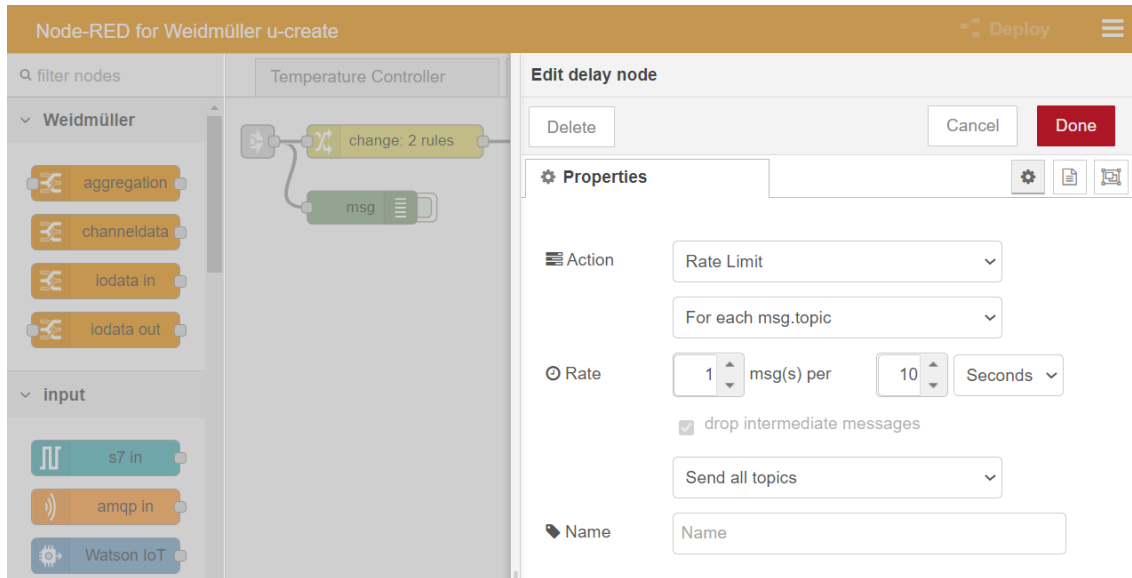 Node-RED for Weidmüller u-create
Deploy
filter nodes
Weidmüller
aggregation
channeldata
iodata in
iodata out
input
s7 in
amqp in
Watson IoT
Temperature Controller
change: 2 rules
msg
Edit delay node
Delete
Cancel
Done
Properties
Action
Rate Limit
For each msg.topic
Rate
1 msg(s) per 10 Seconds
drop intermediate messages
Send all topics
Name
Name